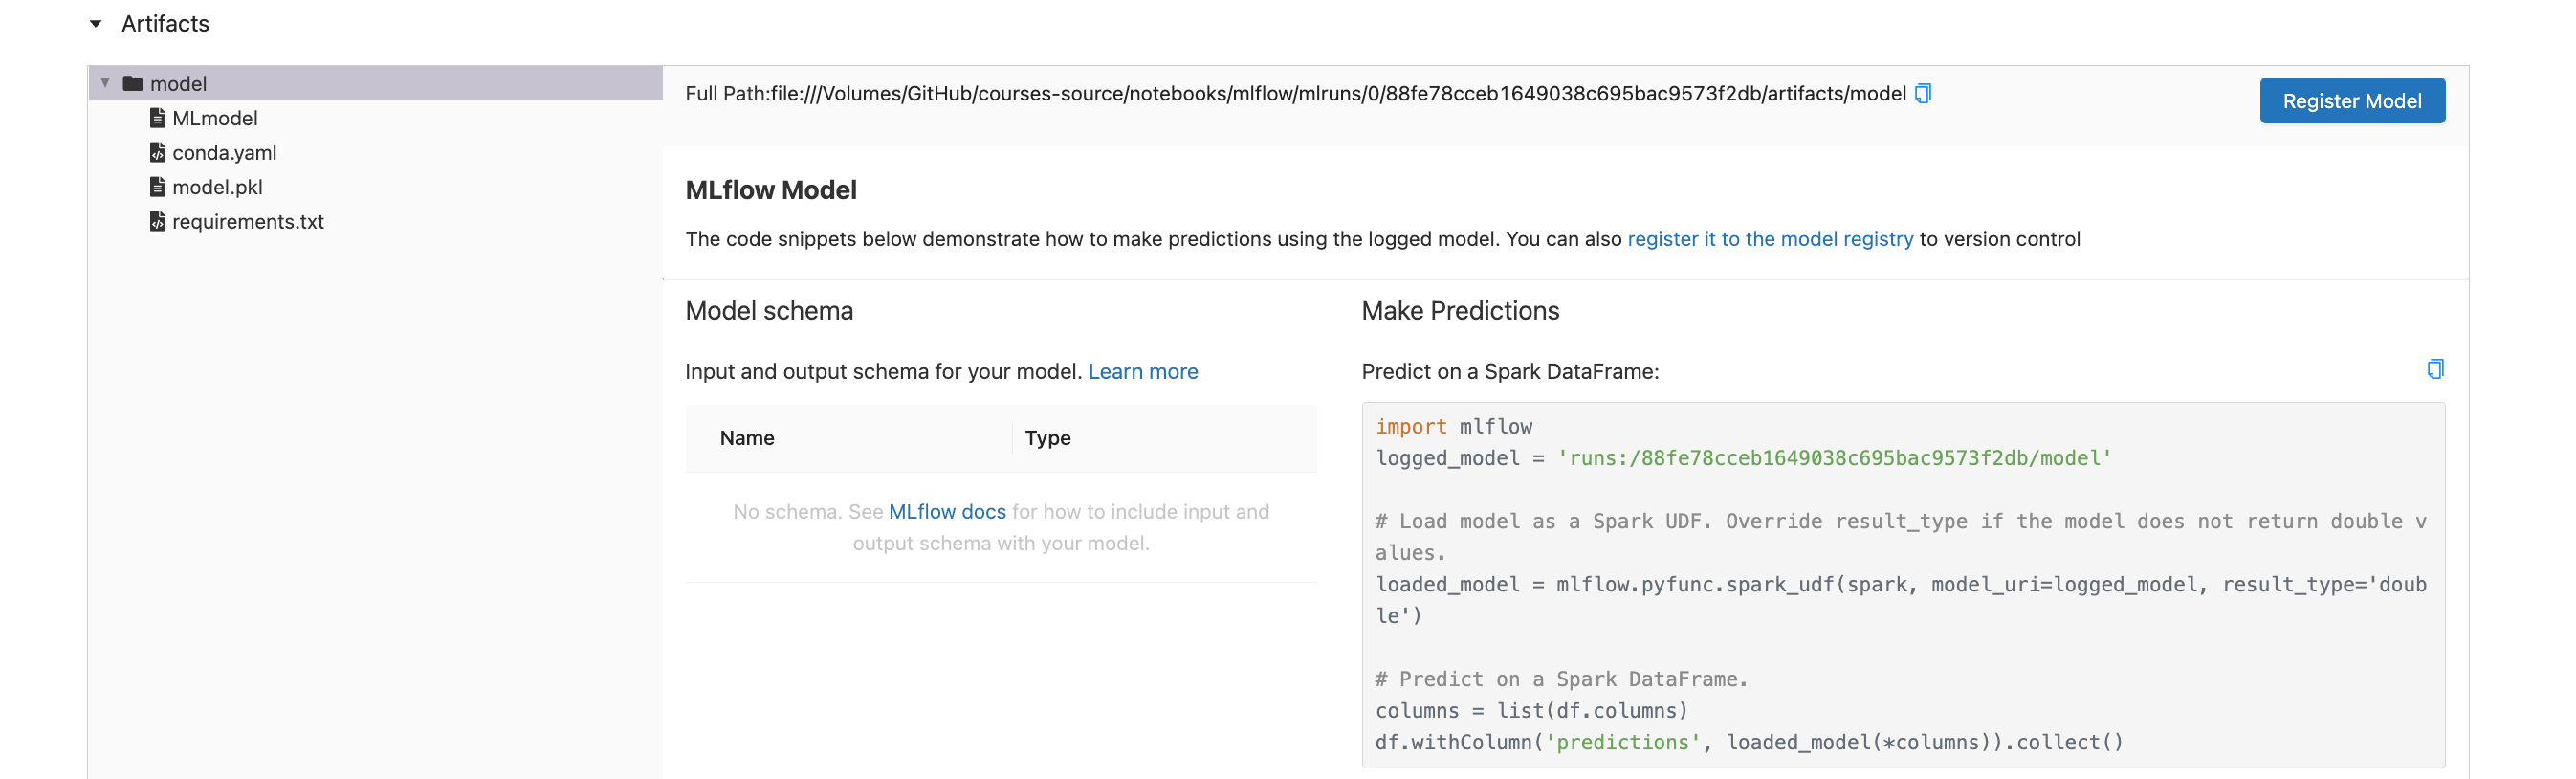 Artifacts
model
MLmodel
conda.yaml
model.pkl
requirements.txt
Full Path:file:///Volumes/GitHub/courses-source/notebooks/mlflow/mlruns/0/88fe78cceb1649038c695bac9573f2db/artifacts/model
Register Model
MLflow Model
The code snippets below demonstrate how to make predictions using the logged model. You can also register it to the model registry to version control
Model schema
Input and output schema for your model. Learn more
Name Type
No schema. See MLflow docs for how to include input and
output schema with your model.
Make Predictions
Predict on a Spark DataFrame:
import mlflow
logged_model = 'runs:/88fe78cceb1649038c695bac9573f2db/model'
# Load model as a Spark UDF. Override result_type if the model does not return double v
alues.
loaded_model = mlflow.pyfunc.spark_udf(spark, model_uri=logged_model, result_type='doub
le')
# Predict on a Spark DataFrame.
columns = list(df.columns)
df.withColumn('predictions', loaded_model(*columns)).collect()